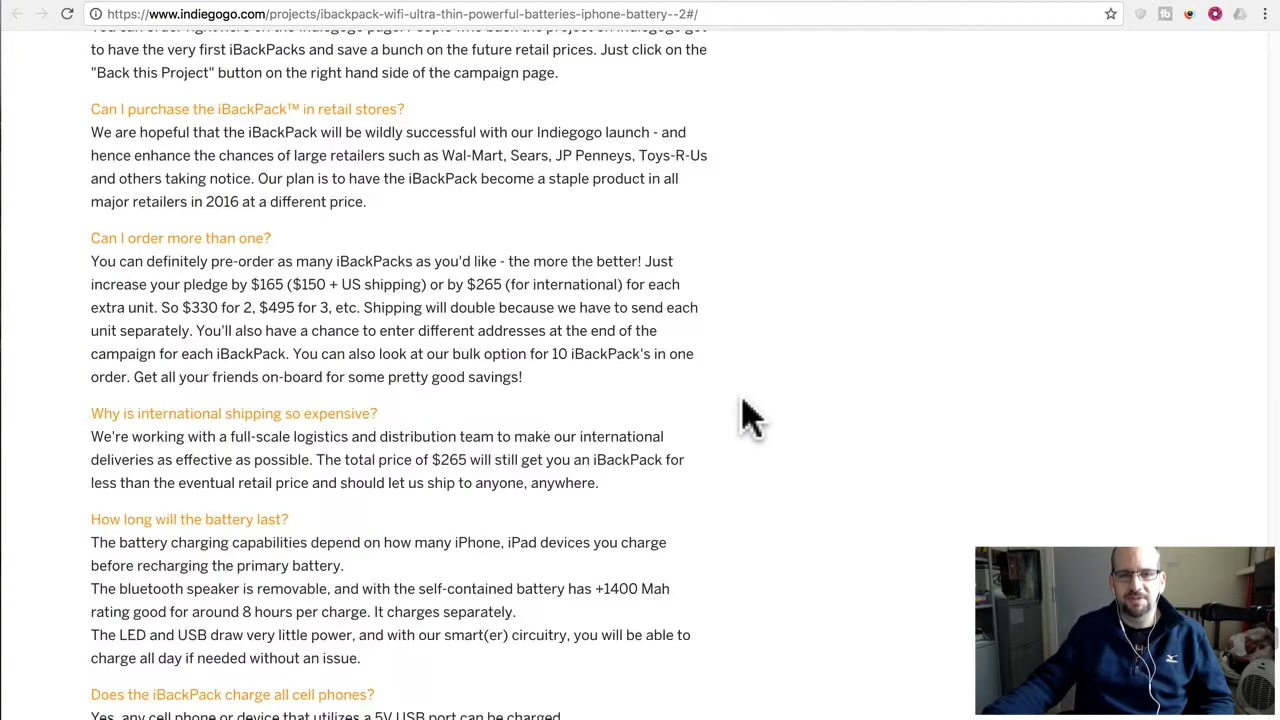 https://www.indiegogo.com/projects/ibackpack-wifi-ultra-thin-powerful-batteries-iphone-battery--2#/
to have the very first iBackPacks and save a bunch on the future retail prices. Just click on the
"Back this Project" button on the right hand side of the campaign page.
Can I purchase the iBackPack™ in retail stores?
We are hopeful that the iBackPack will be wildly successful with our Indiegogo launch - and
hence enhance the chances of large retailers such as Wal-Mart, Sears, JP Penneys, Toys-R-Us
and others taking notice. Our plan is to have the iBackPack become a staple product in all
major retailers in 2016 at a different price.
Can I order more than one?
You can definitely pre-order as many iBackPacks as you'd like - the more the better! Just
increase your pledge by $165 ($150 + US shipping) or by $265 (for international) for each
extra unit. So $330 for 2, $495 for 3, etc. Shipping will double because we have to send each
unit separately. You'll also have a chance to enter different addresses at the end of the
campaign for each iBackPack. You can also look at our bulk option for 10 iBackPack's in one
order. Get all your friends on-board for some pretty good savings!
Why is international shipping so expensive?
We're working with a full-scale logistics and distribution team to make our international
deliveries as effective as possible. The total price of $265 will still get you an iBackPack for
less than the eventual retail price and should let us ship to anyone, anywhere.
How long will the battery last?
The battery charging capabilities depend on how many iPhone, iPad devices you charge
before recharging the primary battery.
The bluetooth speaker is removable, and with the self-contained battery has +1400 Mah
rating good for around 8 hours per charge. It charges separately.
The LED and USB draw very little power, and with our smart(er) circuitry, you will be able to
charge all day if needed without an issue.
Does the iBackPack charge all cell phones?
Yes, any cell phone or device that utilizes a 5V USB port can be charged